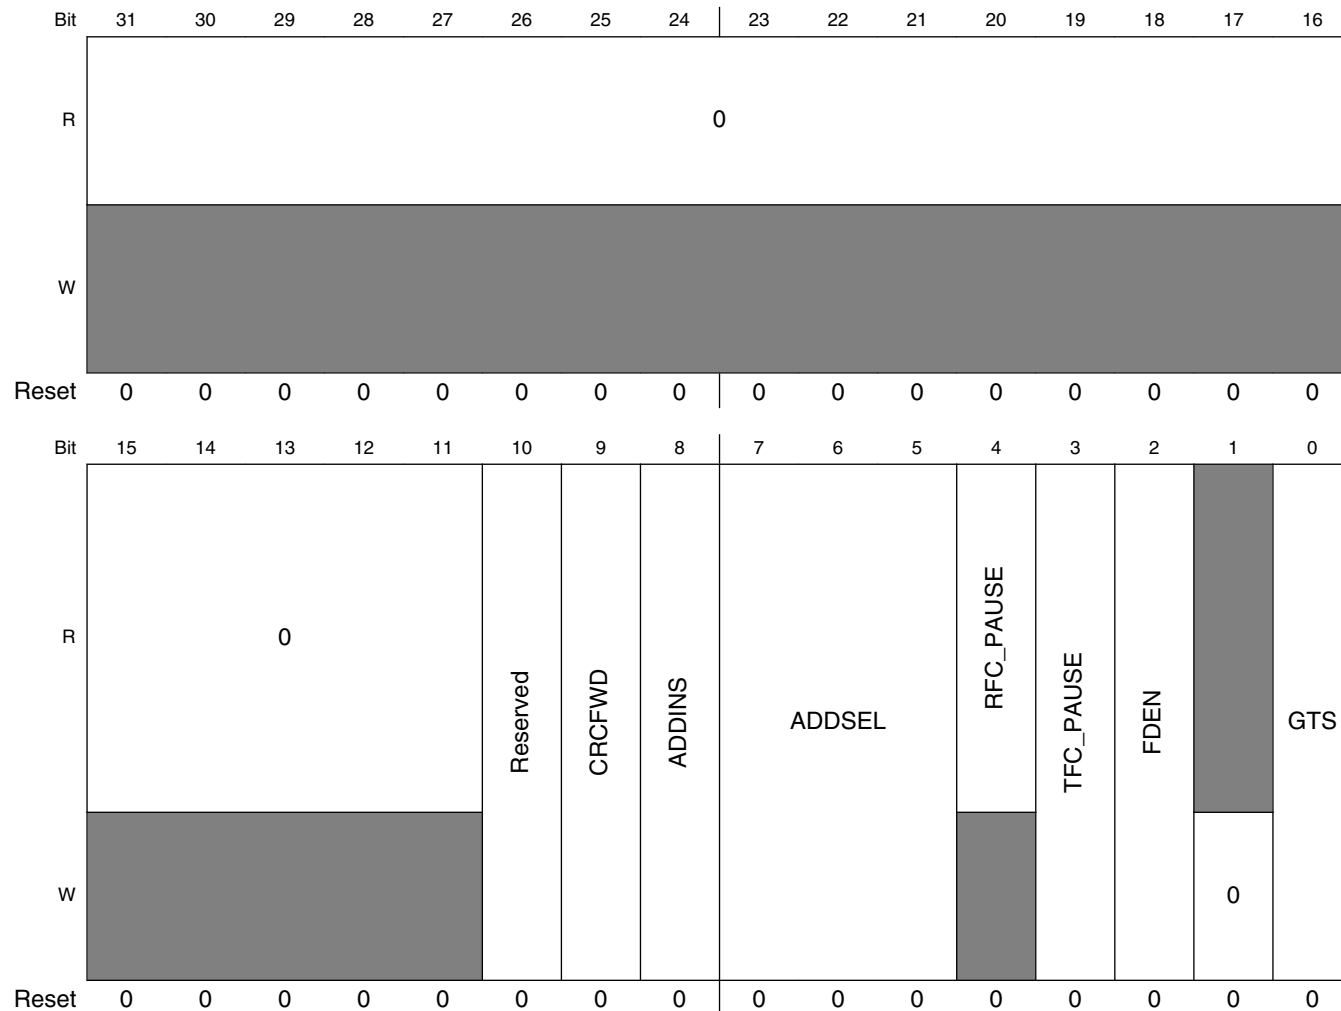 Bit 31 30 29 28 27 26 25 24 23 22 21 20 19 18 17 16
R 0
W
Reset 0 0 0 0 0 0 0 0 0 0 0 0 0 0 0 0
Bit 15 14 13 12 11 10 9 8 7 6 5 4 3 2 1 0
R 0 Reserved CRCFWD ADDINS ADDSEL RFC_PAUSE TFC_PAUSE FDEN GTS
W 0
Reset 0 0 0 0 0 0 0 0 0 0 0 0 0 0 0 0